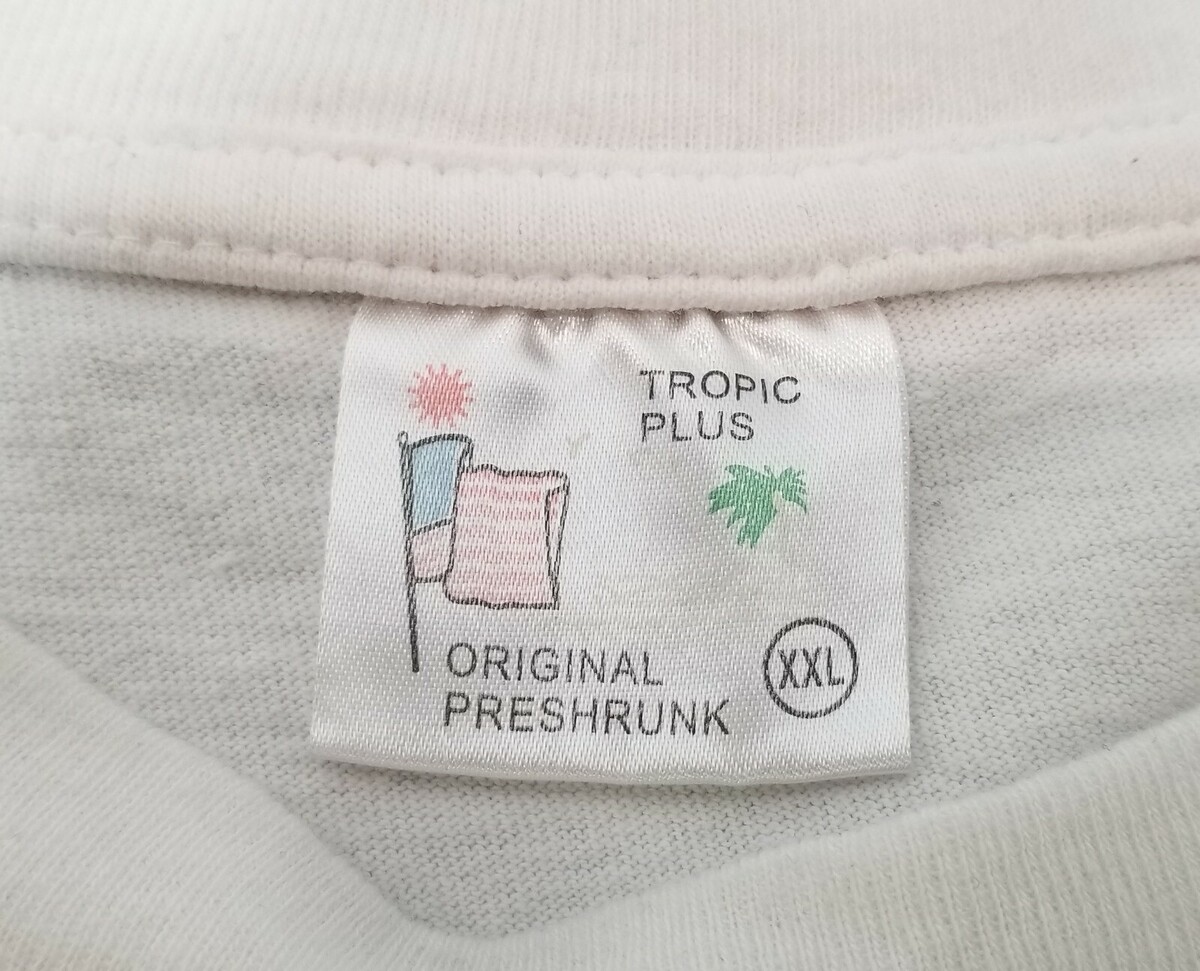 TROPIC
PLUS
ORIGINAL
PRESHRUNK
XXL